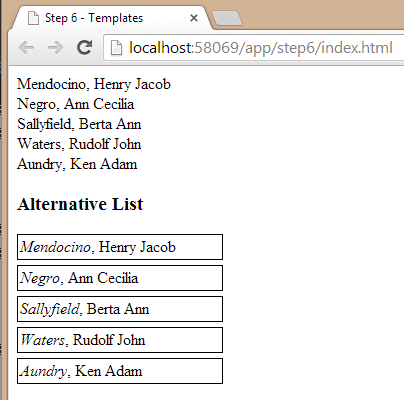 Step 6 - Templates
localhost:58069/app/step6/index.html
Mendocino, Henry Jacob
Negro, Ann Cecilia
Sallyfield, Berta Ann
Waters, Rudolf John
Aundry, Ken Adam
Alternative List
Mendocino, Henry Jacob
Negro, Ann Cecilia
Sallyfield, Berta Ann
Waters, Rudolf John
Aundry, Ken Adam